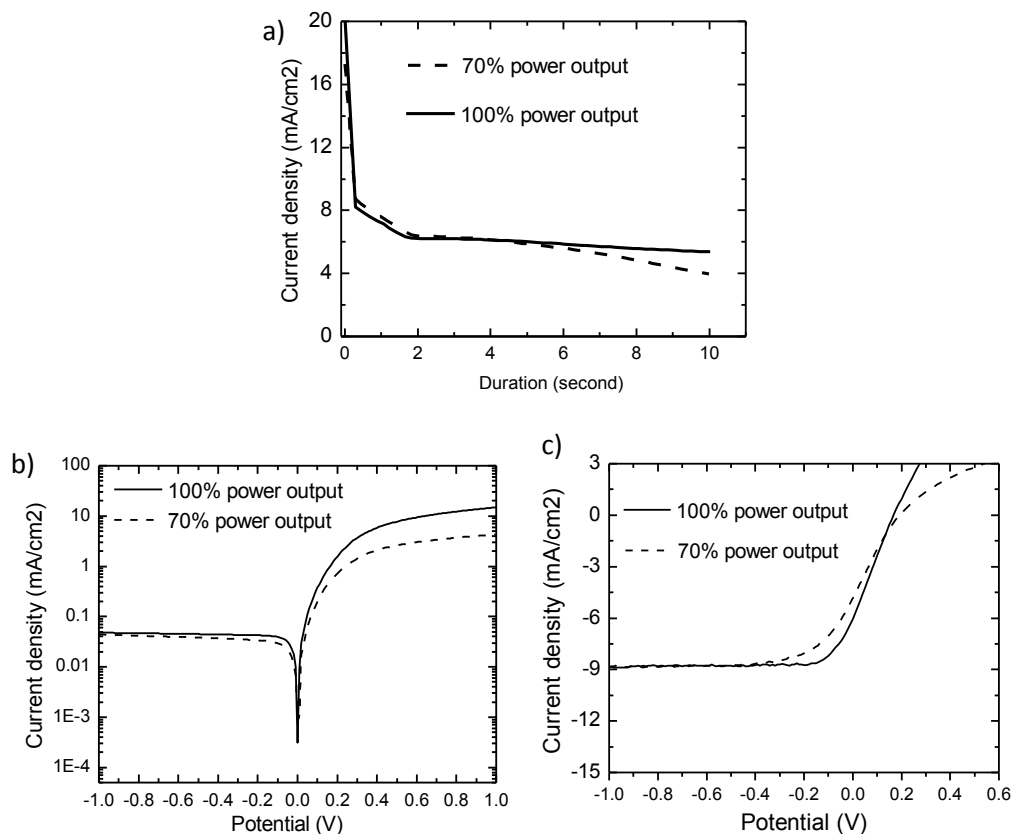 a)
Current density (mA/cm2)
20
16
12
8
4
0
70% power output
100% power output
0 2 4 6 8 10
Duration (second)
b)
Current density (mA/cm2)
100
10
1
0.1
0.01
1E-3
1E-4
100% power output
70% power output
-1.0 -0.8 -0.6 -0.4 -0.2 0.0 0.2 0.4 0.6 0.8 1.0
Potential (V)
c)
Current density (mA/cm2)
3
0
-3
-6
-9
-12
-15
100% power output
70% power output
-1.0 -0.8 -0.6 -0.4 -0.2 0.0 0.2 0.4 0.6
Potential (V)